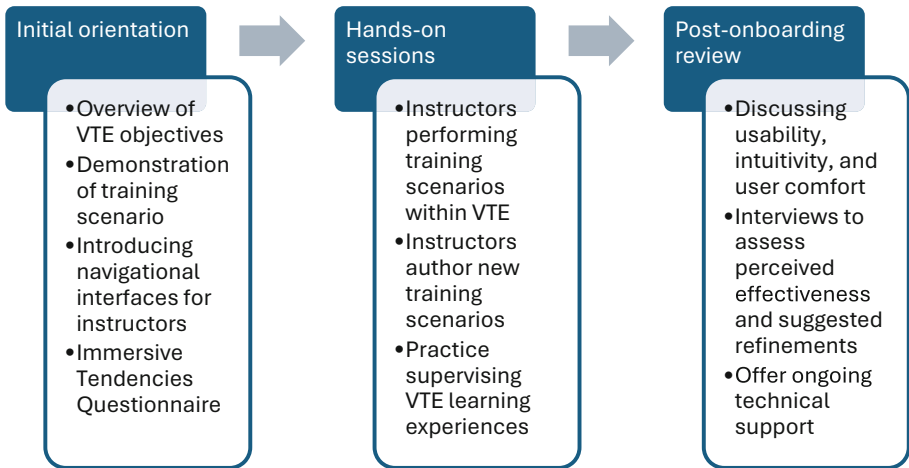 Initial orientation
•Overview of
VTE objectives
•Demonstration
of training
scenario
•Introducing
navigational
interfaces for
instructors
•Immersive
Tendencies
Questionnaire
Hands-on
sessions
•Instructors
performing
training
scenarios
within VTE
•Instructors
author new
training
scenarios
•Practice
supervising
VTE learning
experiences
Post-onboarding
review
•Discussing
usability,
intuitivity, and
user comfort
•Interviews to
assess
perceived
effectiveness
and suggested
refinements
•Offer ongoing
technical
support